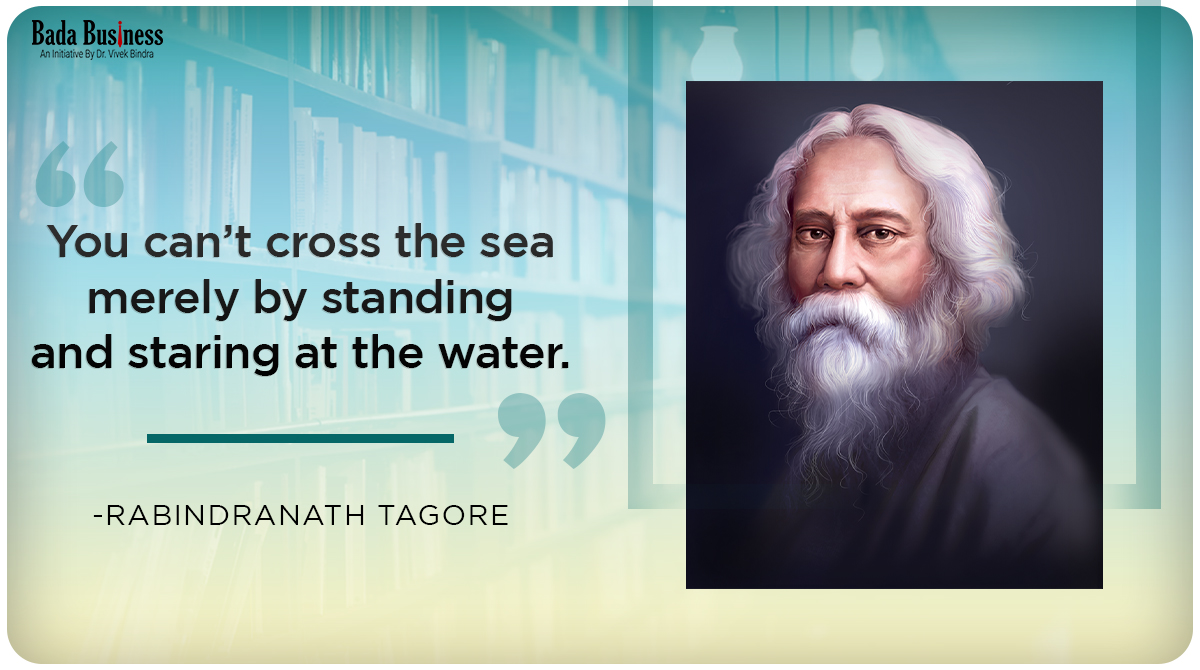 Bada Business
An Initiative By Dr. Vivek Bindra
“
You can’t cross the sea
merely by standing
and staring at the water.
”
-RABINDRANATH TAGORE